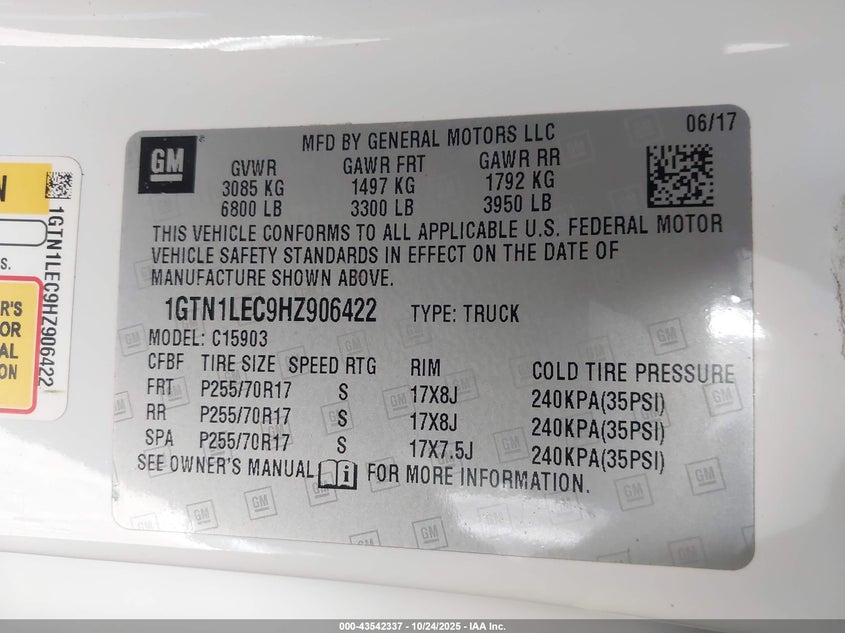 GM
MFD BY GENERAL MOTORS LLC
06/17
GVWR GAWR FRT GAWR RR
3085 KG 1497 KG 1792 KG
6800 LB 3300 LB 3950 LB
THIS VEHICLE CONFORMS TO ALL APPLICABLE U.S. FEDERAL MOTOR
VEHICLE SAFETY STANDARDS IN EFFECT ON THE DATE OF
MANUFACTURE SHOWN ABOVE.
1GTN1LEC9HZ906422 TYPE: TRUCK
MODEL: C15903
CFBF TIRE SIZE SPEED RTG RIM COLD TIRE PRESSURE
FRT P255/70R17 S 17X8J 240KPA(35PSI)
RR P255/70R17 S 17X8J 240KPA(35PSI)
SPA P255/70R17 S 17X7.5J 240KPA(35PSI)
SEE OWNER'S MANUAL FOR MORE INFORMATION.
N
S.
R'S
OR
AL
ON
1GTN1LEC9HZ906422
000-43542337 - 10/24/2025 - IAA Inc.